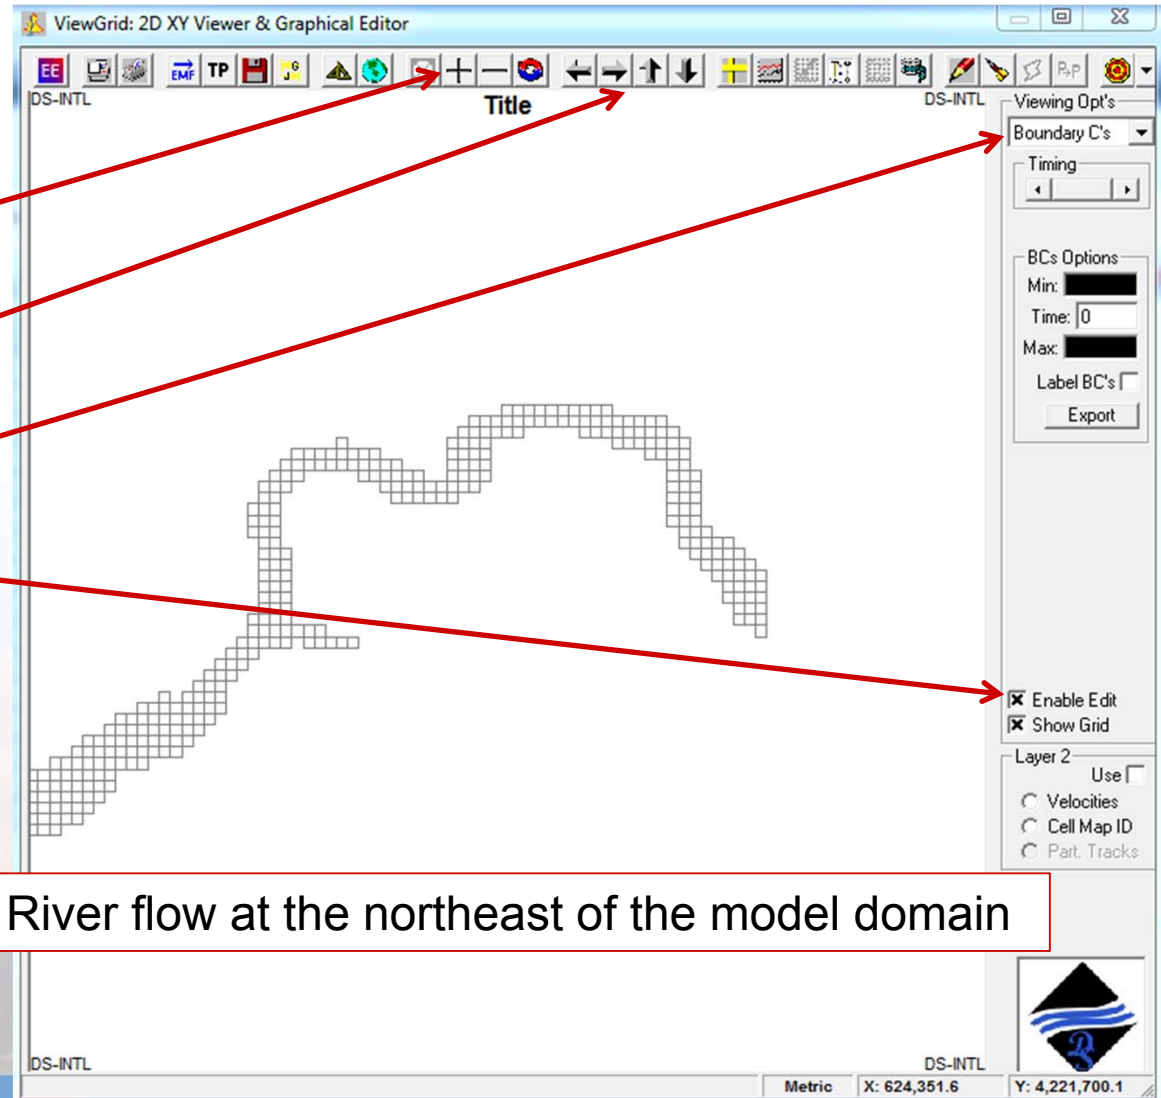 ViewGrid: 2D XY Viewer & Graphical Editor
EE EMF TP
DS-INTL Title DS-INTL
Viewing Opt's
Boundary C's
Timing
BCs Options
Min:
Time: 0
Max:
Label BC's
Export
Enable Edit
Show Grid
Layer 2
Use
Velocities
Cell Map ID
Part. Tracks
River flow at the northeast of the model domain
DS-INTL DS-INTL
Metric X: 624,351.6 Y: 4,221,700.1